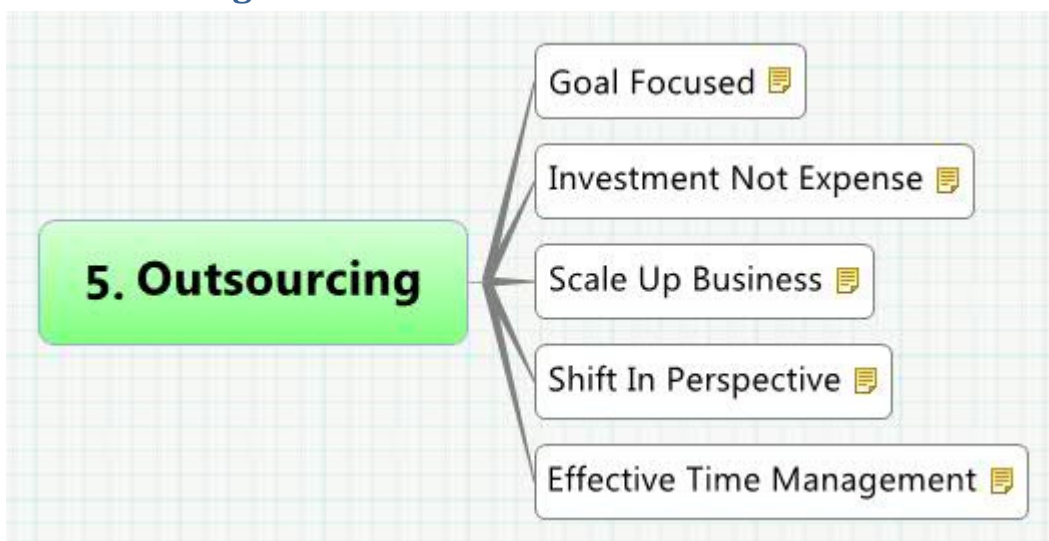 5. Outsourcing
Goal Focused
Investment Not Expense
Scale Up Business
Shift In Perspective
Effective Time Management